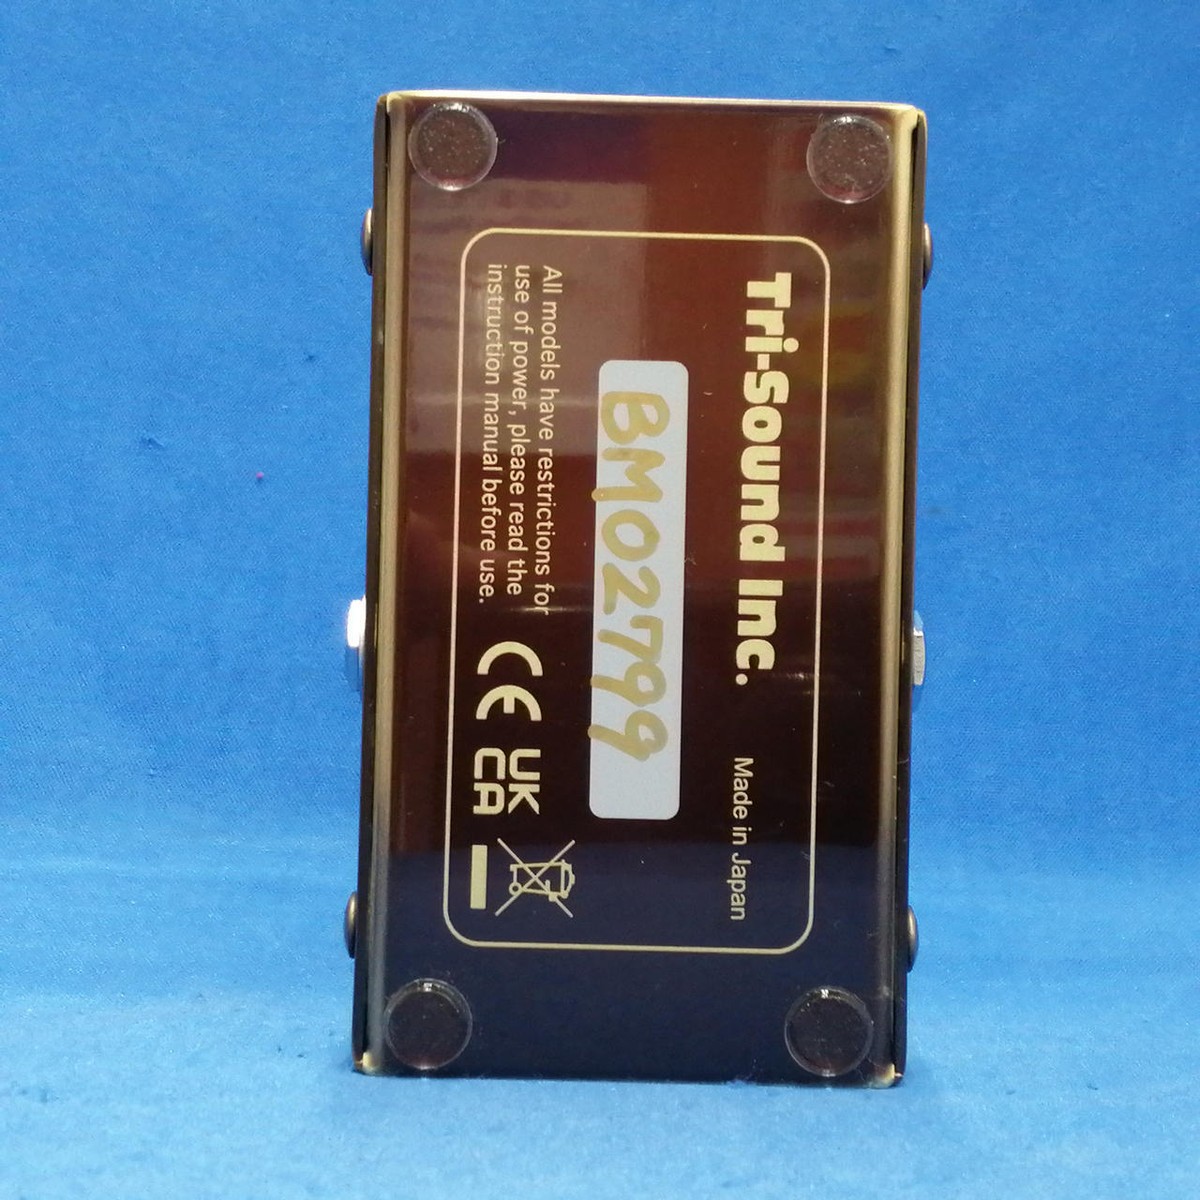 Tri-Sound Inc.
Made in Japan
BM02799
All models have restrictions for
use of power, please read the
instruction manual before use.
CE
UK
CA